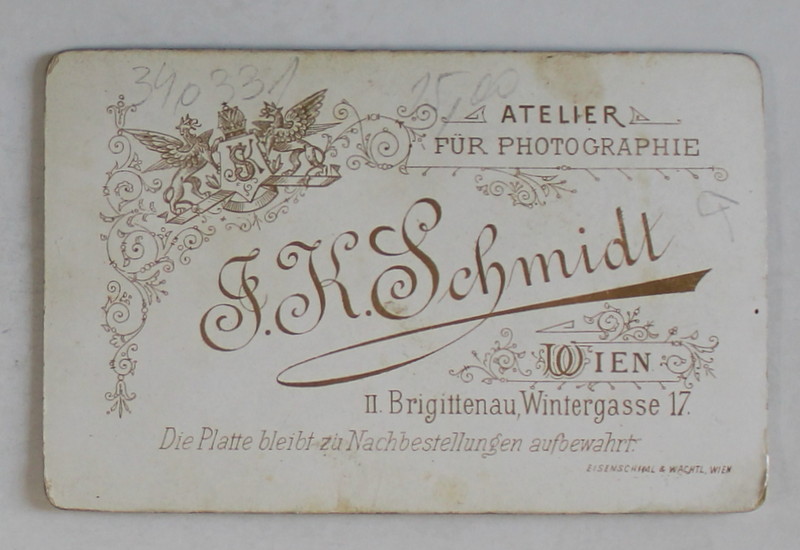 340331
25,00
ATELIER
FÜR PHOTOGRAPHIE
J.K. Schmidt
WIEN
II. Brigittenau, Wintergasse 17.
Die Platte bleibt zu Nachbestellungen aufbewahrt.
EISENSCHIML & WACHTL, WIEN